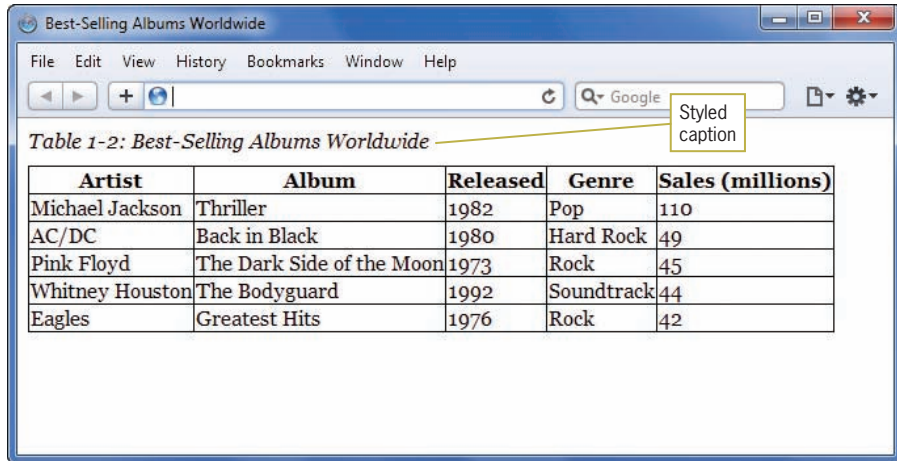 Best-Selling Albums Worldwide
File Edit View History Bookmarks Window Help
Google
Styled
caption
Table 1-2: Best-Selling Albums Worldwide
Artist Album Released Genre Sales (millions)
Michael Jackson Thriller 1982 Pop 110
AC/DC Back in Black 1980 Hard Rock 49
Pink Floyd The Dark Side of the Moon 1973 Rock 45
Whitney Houston The Bodyguard 1992 Soundtrack 44
Eagles Greatest Hits 1976 Rock 42